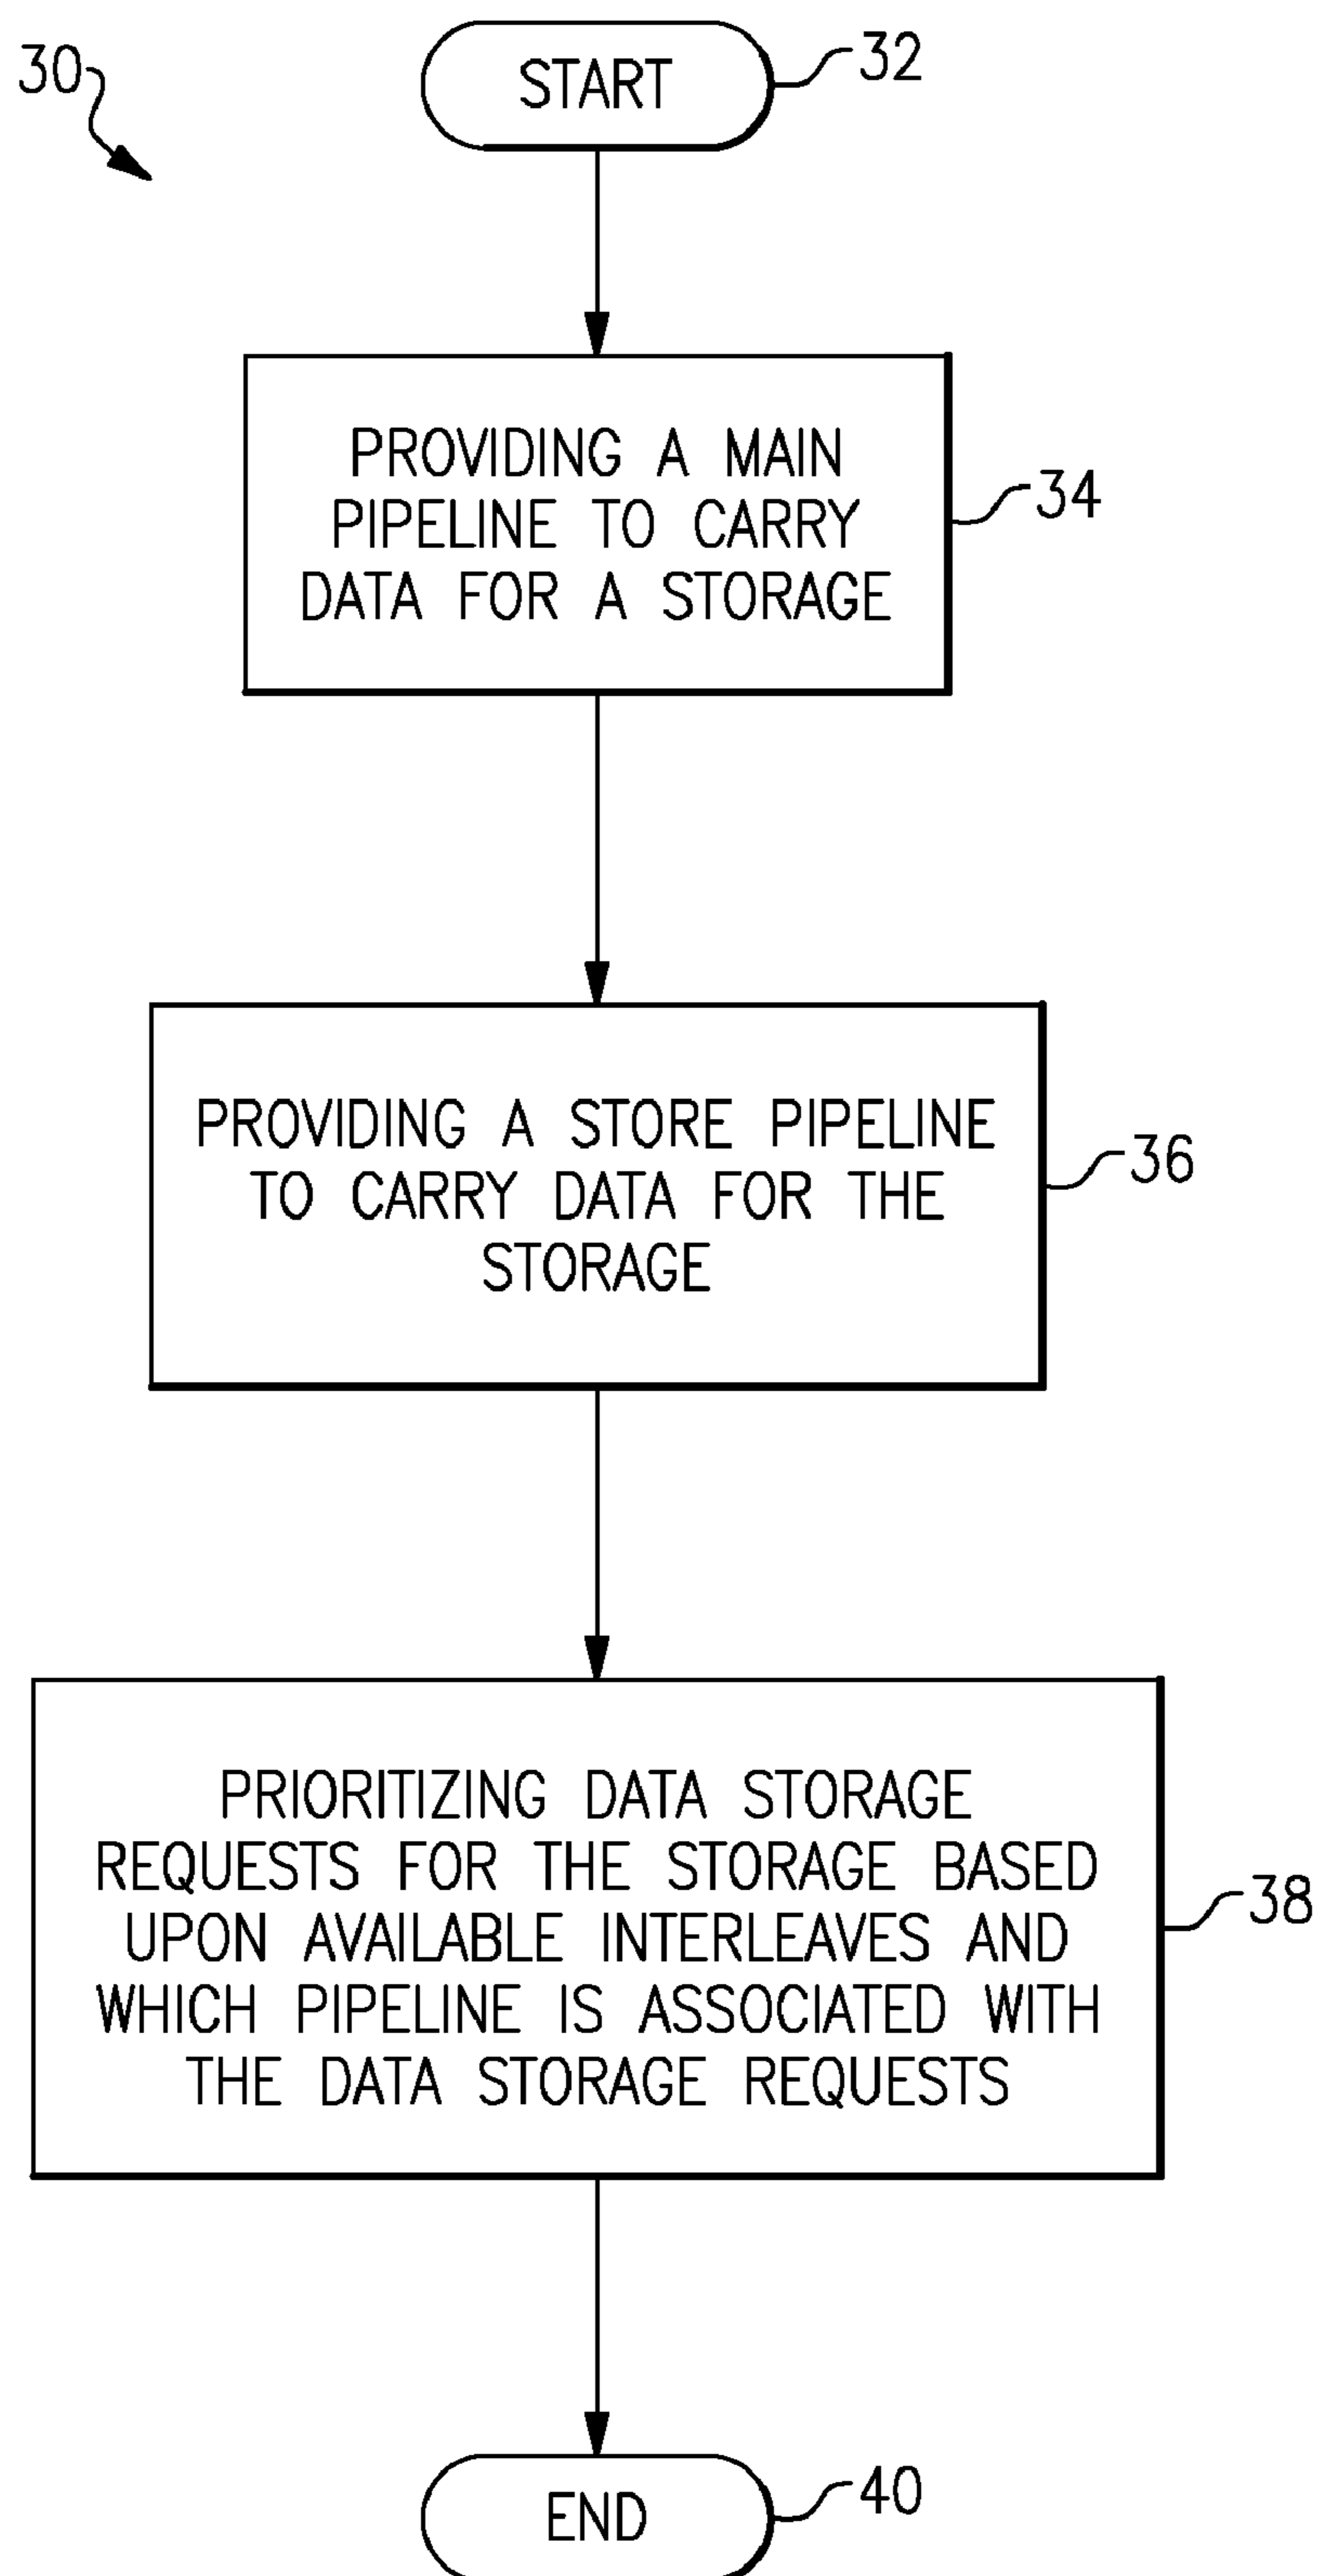 30
START
32
PROVIDING A MAIN
PIPELINE TO CARRY
DATA FOR A STORAGE
34
PROVIDING A STORE PIPELINE
TO CARRY DATA FOR THE
STORAGE
36
PRIORITIZING DATA STORAGE
REQUESTS FOR THE STORAGE BASED
UPON AVAILABLE INTERLEAVES AND
WHICH PIPELINE IS ASSOCIATED WITH
THE DATA STORAGE REQUESTS
38
END
40